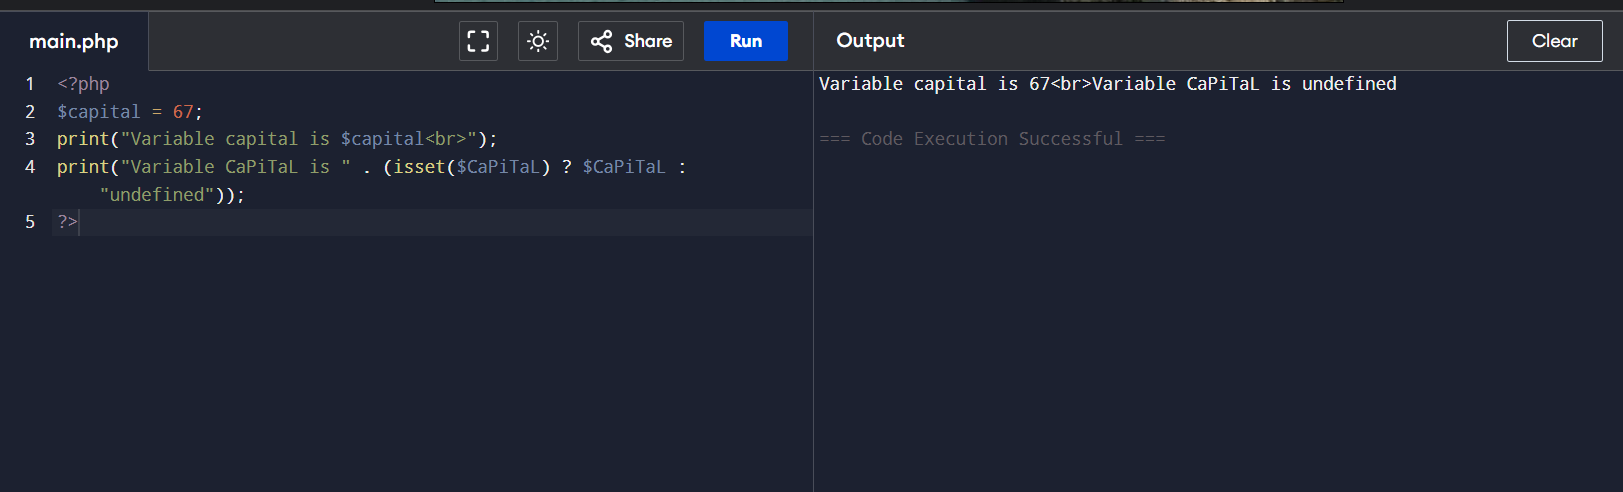 main.php
Share
Run
Output
Clear
1 <?php
2 $capital = 67;
3 print("Variable capital is $capital<br>");
4 print("Variable CaPiTaL is " . (isset($CaPiTaL) ? $CaPiTaL :
"undefined"));
5 ?>
Variable capital is 67<br>Variable CaPiTaL is undefined
=== Code Execution Successful ===